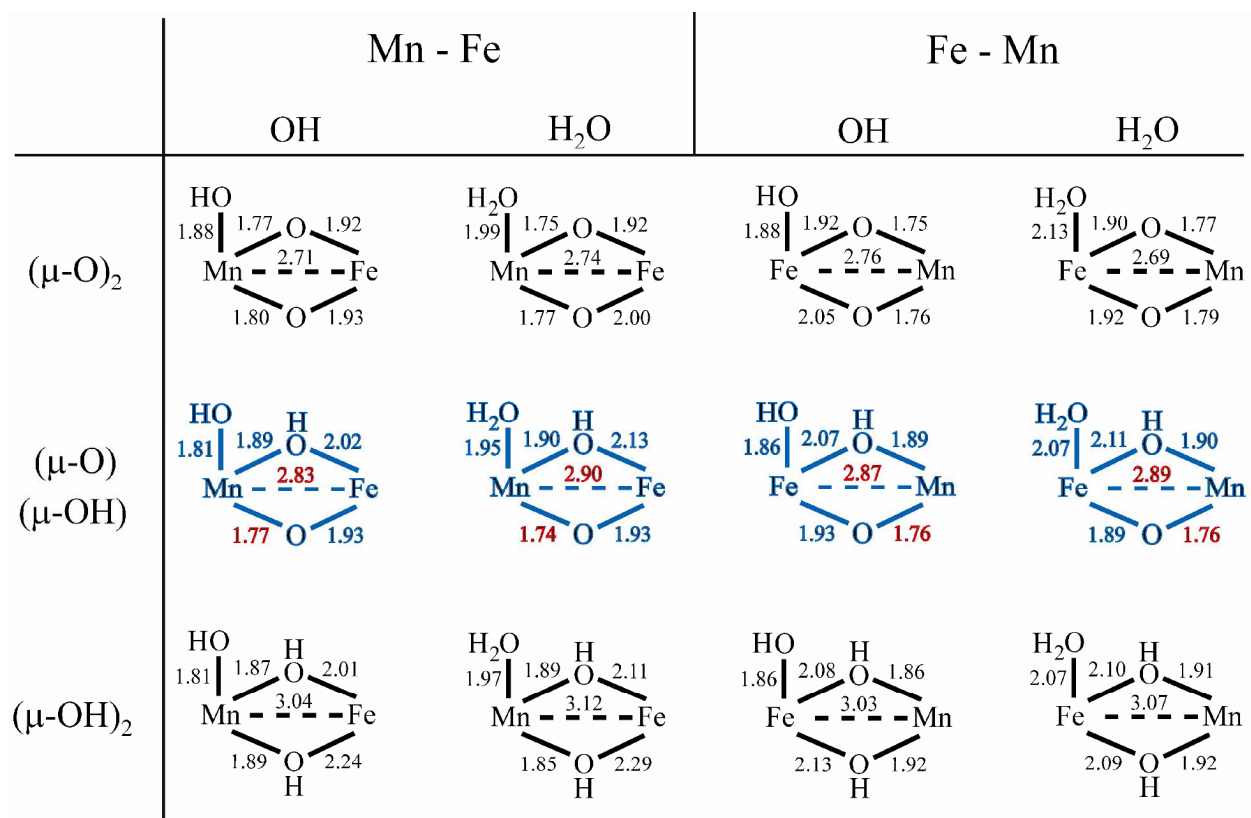 Mn - Fe Fe - Mn
OH H₂O OH H₂O
(μ-O)₂
HO H₂O HO H₂O
1.88 1.77 O 1.92 1.99 1.75 O 1.92 1.88 1.92 O 1.75 2.13 1.90 O 1.77
Mn 2.71 Fe Mn 2.74 Fe Fe 2.76 Mn Fe 2.69 Mn
1.80 O 1.93 1.77 O 2.00 2.05 O 1.76 1.92 O 1.79
(μ-O)
(μ-OH)
HO H H₂O H HO H H₂O H
1.81 1.89 O 2.02 1.95 1.90 O 2.13 1.86 2.07 O 1.89 2.07 2.11 O 1.90
Mn 2.83 Fe Mn 2.90 Fe Fe 2.87 Mn Fe 2.89 Mn
1.77 O 1.93 1.74 O 1.93 1.93 O 1.76 1.89 O 1.76
(μ-OH)₂
HO H H₂O H HO H H₂O H
1.81 1.87 O 2.01 1.97 1.89 O 2.11 1.86 2.08 O 1.86 2.07 2.10 O 1.91
Mn 3.04 Fe Mn 3.12 Fe Fe 3.03 Mn Fe 3.07 Mn
1.89 O 2.24 1.85 O 2.29 2.13 O 1.92 2.09 O 1.92
H H H H